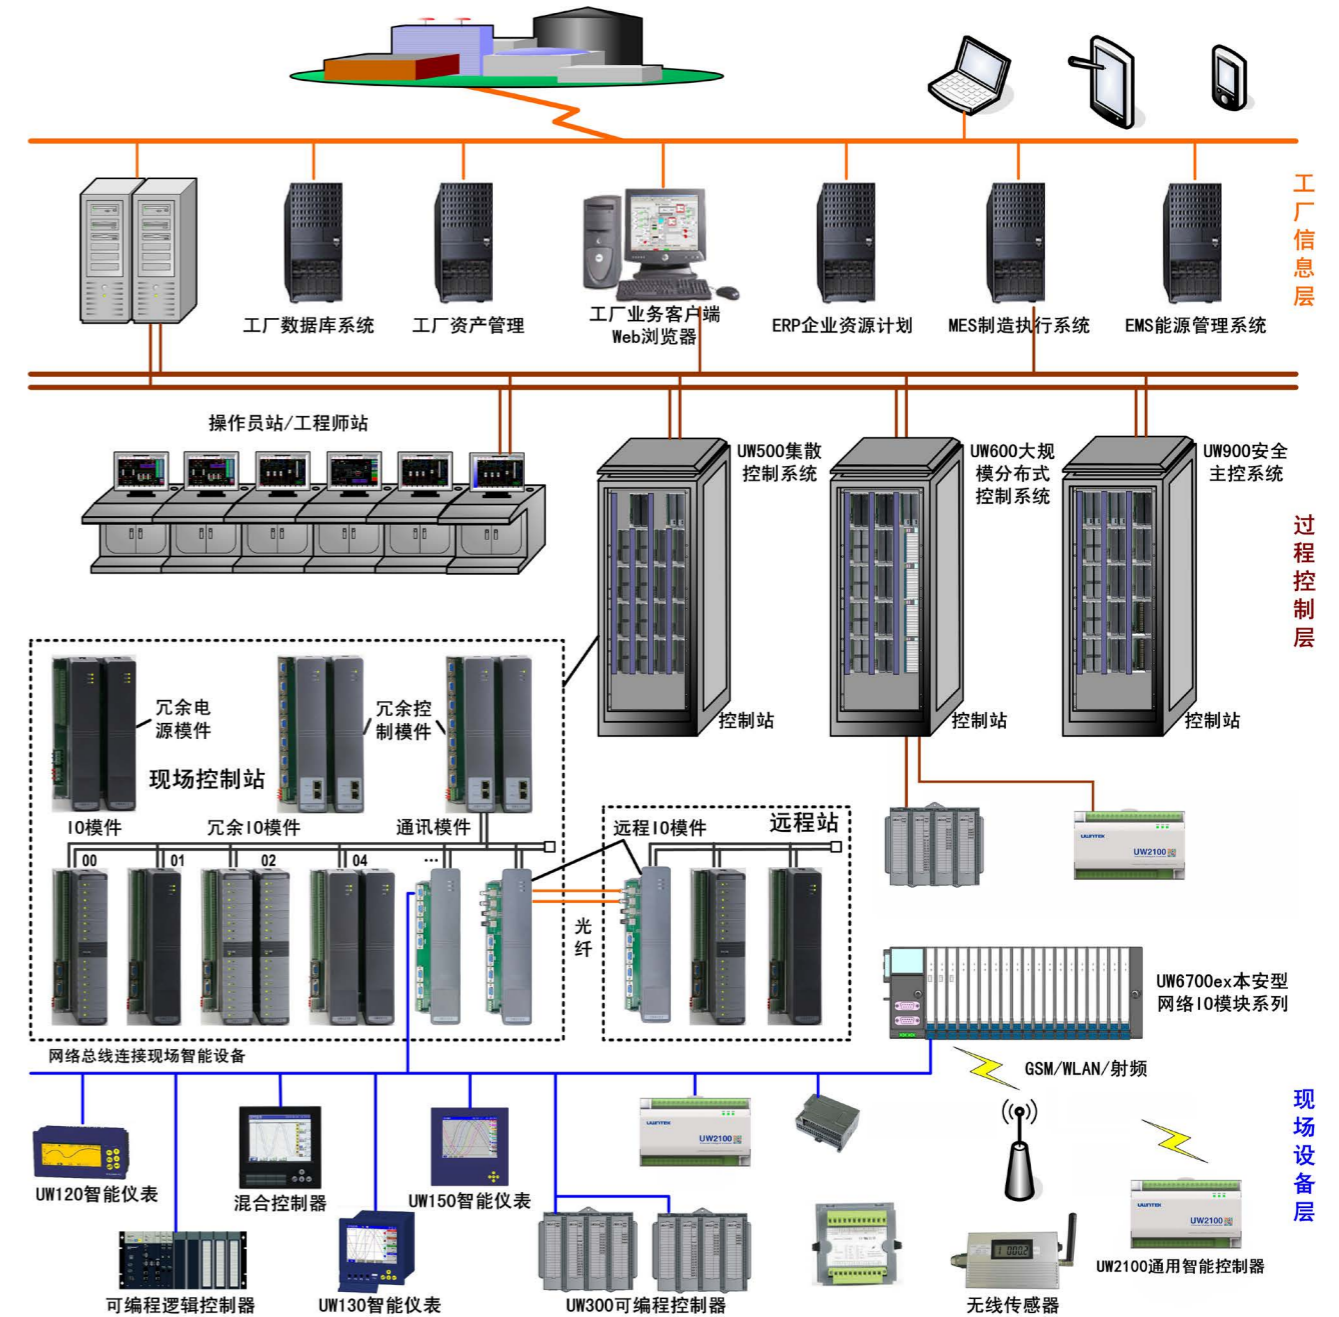 工厂信息层
工厂数据库系统
工厂资产管理
工厂业务客户端
Web浏览器
ERP企业资源计划
MES制造执行系统
EMS能源管理系统
操作员站/工程师站
UW500集散
控制系统
UW600大规
模分布式
控制系统
UW900安全
主控系统
过程控制层
控制站
控制站
控制站
冗余电
源模件
冗余控
制模件
现场控制站
IO模件
冗余IO模件
通讯模件
远程IO模件
远程站
00
01
02
04
...
光
纤
UWNTEK
UW2100
UW6700ex本安型
网络IO模块系列
网络总线连接现场智能设备
GSM/WLAN/射频
现场设备层
UW120智能仪表
混合控制器
UW150智能仪表
UWNTEK
UW2100
UWNTEK
UW2100
UW2100通用智能控制器
可编程逻辑控制器
UW130智能仪表
UW300可编程控制器
无线传感器